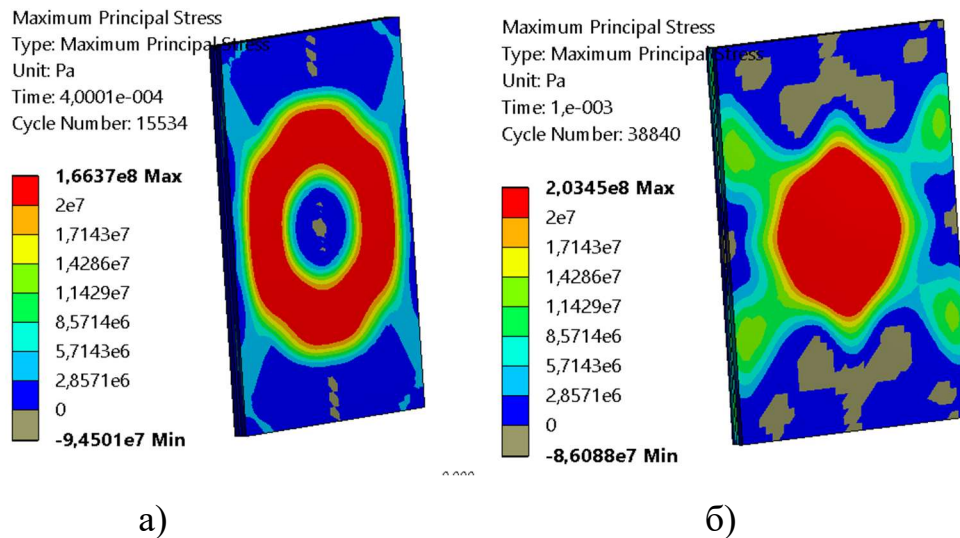 Maximum Principal Stress
Type: Maximum Principal Stress
Unit: Pa
Time: 4,0001e-004
Cycle Number: 15534
1,6637e8 Max
2e7
1,7143e7
1,4286e7
1,1429e7
8,5714e6
5,7143e6
2,8571e6
0
-9,4501e7 Min
а)
Maximum Principal Stress
Type: Maximum Principal Stress
Unit: Pa
Time: 1,e-003
Cycle Number: 38840
2,0345e8 Max
2e7
1,7143e7
1,4286e7
1,1429e7
8,5714e6
5,7143e6
2,8571e6
0
-8,6088e7 Min
б)